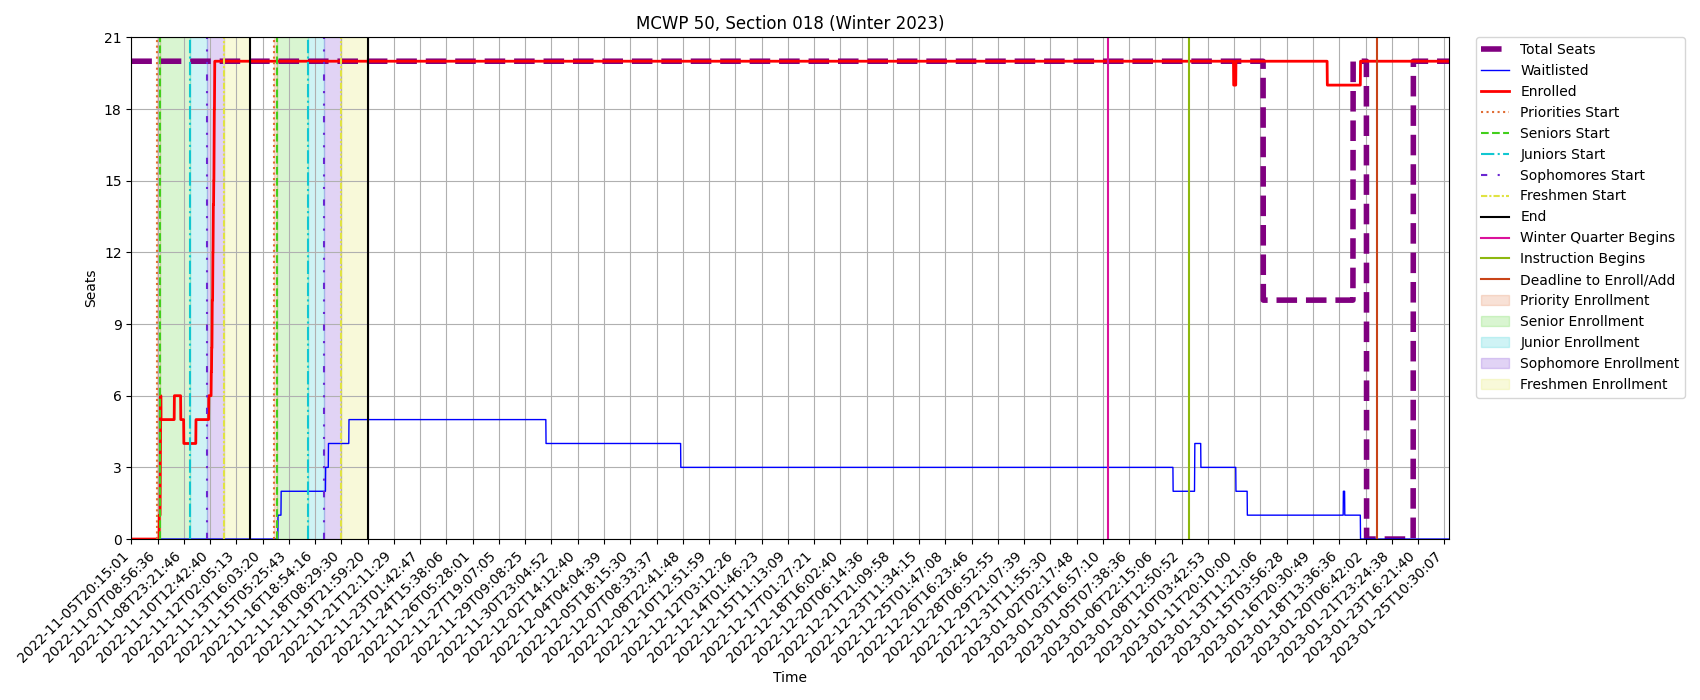 MCWP 50, Section 018 (Winter 2023)
21
18
15
12
9
6
3
0
Seats
2022-11-05T20:15:01
2022-11-07T08:56:36
2022-11-08T23:21:46
2022-11-10T12:42:40
2022-11-12T02:05:13
2022-11-13T16:03:20
2022-11-15T05:25:43
2022-11-16T18:54:16
2022-11-18T08:29:30
2022-11-19T21:59:20
2022-11-21T12:11:29
2022-11-23T01:42:47
2022-11-24T15:38:06
2022-11-26T05:28:01
2022-11-27T19:07:05
2022-11-29T09:08:25
2022-11-30T23:04:52
2022-12-02T14:12:40
2022-12-04T04:04:39
2022-12-05T18:15:30
2022-12-07T08:33:37
2022-12-08T22:41:48
2022-12-10T12:51:59
2022-12-12T03:12:26
2022-12-14T01:46:23
2022-12-15T15:13:09
2022-12-17T01:27:21
2022-12-18T16:02:40
2022-12-20T06:14:36
2022-12-21T21:09:58
2022-12-23T11:34:15
2022-12-25T01:47:08
2022-12-26T16:23:46
2022-12-28T06:52:55
2022-12-29T21:07:39
2022-12-31T11:55:30
2023-01-02T02:17:48
2023-01-03T16:57:10
2023-01-05T07:38:36
2023-01-06T22:15:06
2023-01-08T12:50:52
2023-01-10T03:42:53
2023-01-11T20:10:00
2023-01-13T11:21:06
2023-01-15T03:56:28
2023-01-16T20:30:49
2023-01-18T13:36:36
2023-01-20T06:42:02
2023-01-21T23:24:38
2023-01-23T16:21:40
2023-01-25T10:30:07
Time
Total Seats
Waitlisted
Enrolled
Priorities Start
Seniors Start
Juniors Start
Sophomores Start
Freshmen Start
End
Winter Quarter Begins
Instruction Begins
Deadline to Enroll/Add
Priority Enrollment
Senior Enrollment
Junior Enrollment
Sophomore Enrollment
Freshmen Enrollment